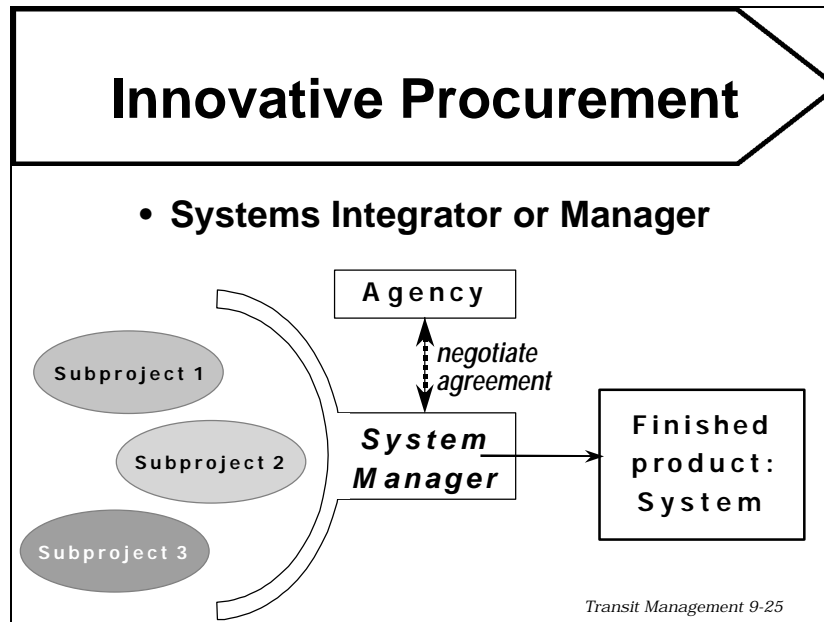 Innovative Procurement
• Systems Integrator or Manager
Agency
negotiate
agreement
Subproject 1
Subproject 2
Subproject 3
System
Manager
Finished
product:
System
Transit Management 9-25